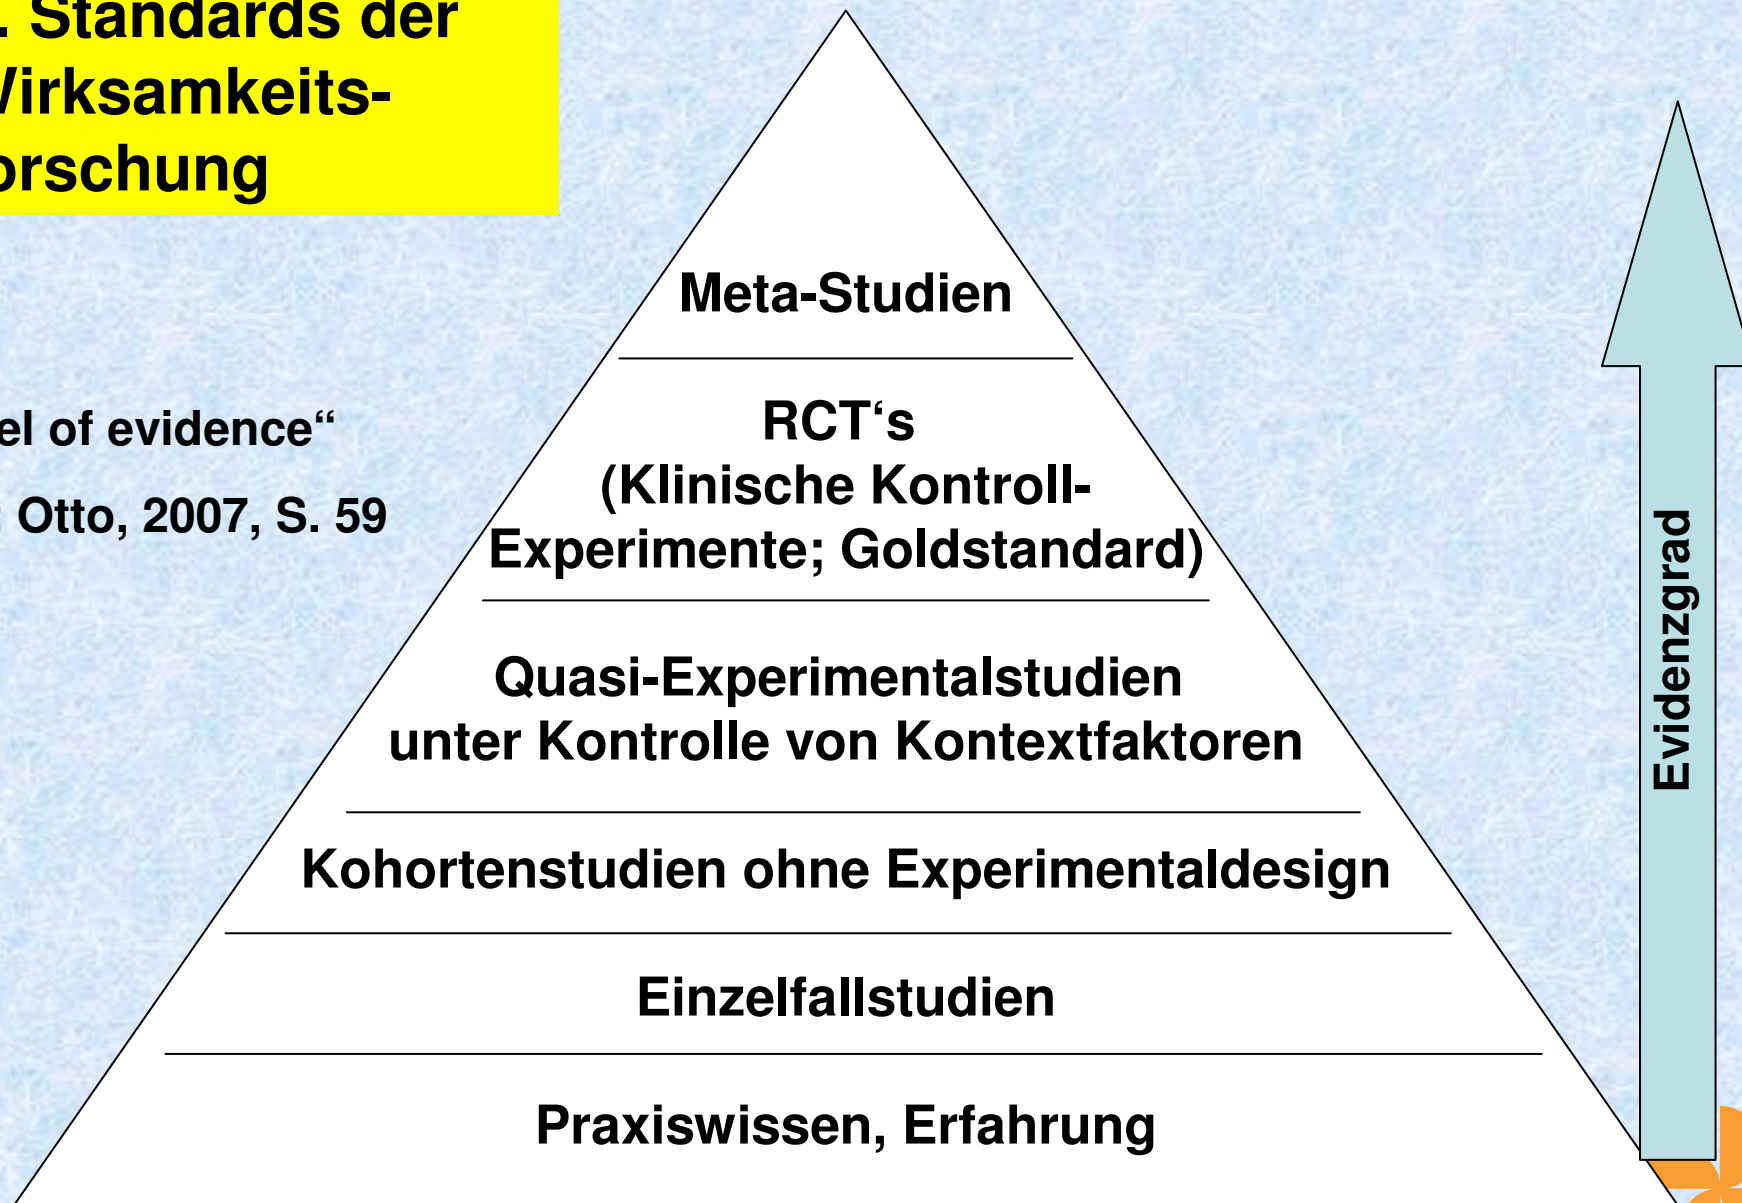 . Standards der
Wirksamkeits-
orschung
el of evidence“
Otto, 2007, S. 59
Meta-Studien
RCT‘s
(Klinische Kontroll-
Experimente; Goldstandard)
Quasi-Experimentalstudien
unter Kontrolle von Kontextfaktoren
Kohortenstudien ohne Experimentaldesign
Einzelfallstudien
Praxiswissen, Erfahrung
Evidenzgrad